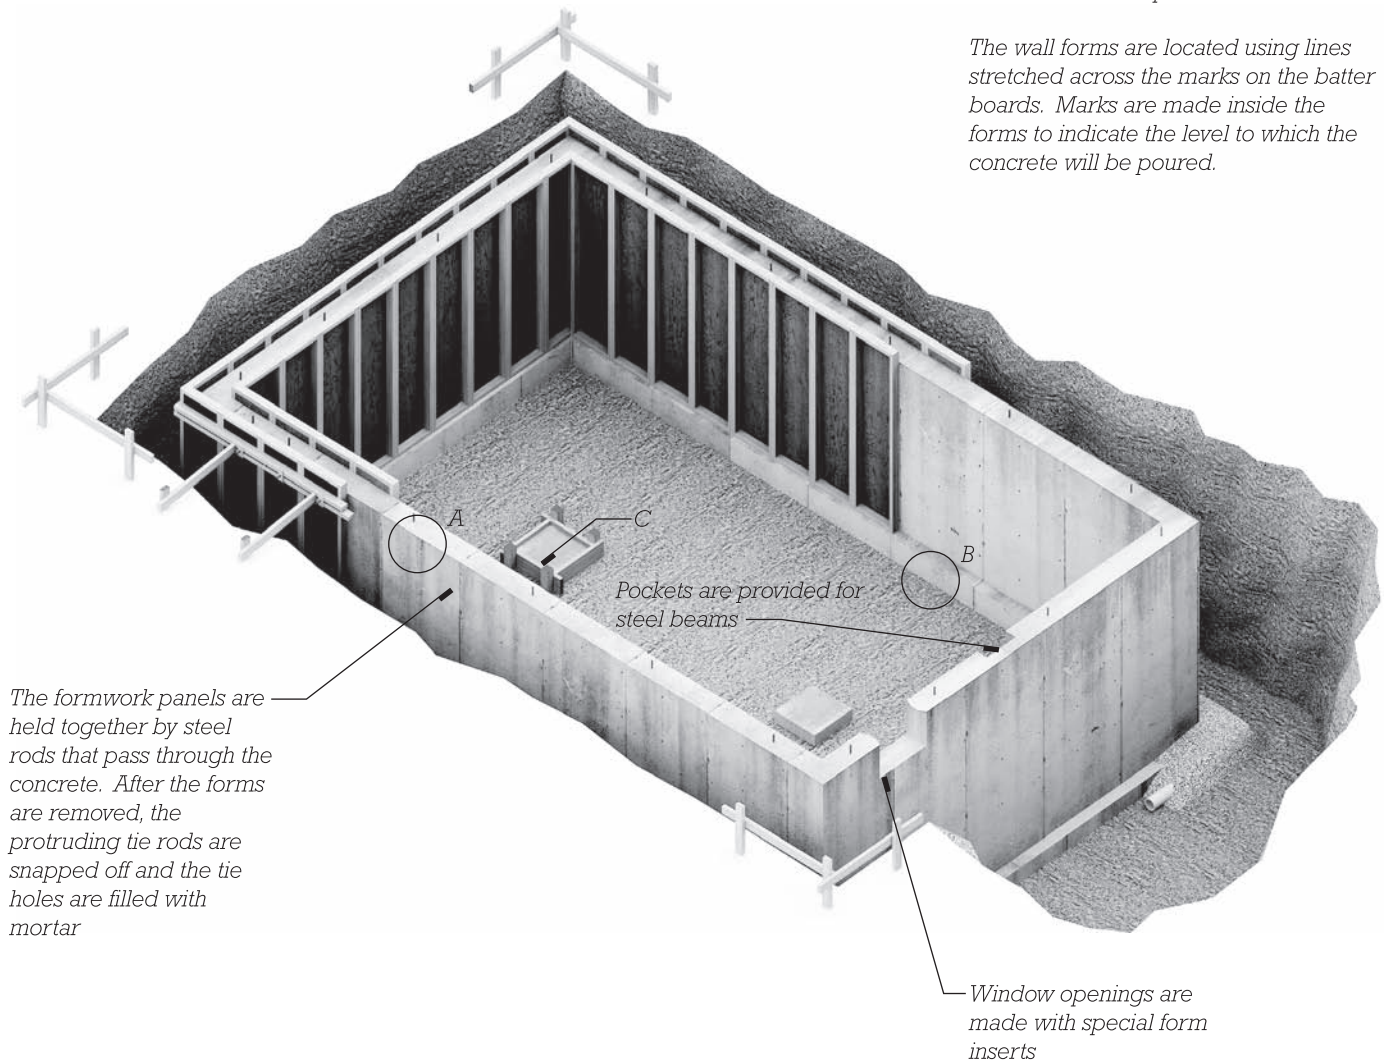 The wall forms are located using lines
stretched across the marks on the batter
boards. Marks are made inside the
forms to indicate the level to which the
concrete will be poured.
A
C
B
Pockets are provided for
steel beams
The formwork panels are
held together by steel
rods that pass through the
concrete. After the forms
are removed, the
protruding tie rods are
snapped off and the tie
holes are filled with
mortar
Window openings are
made with special form
inserts